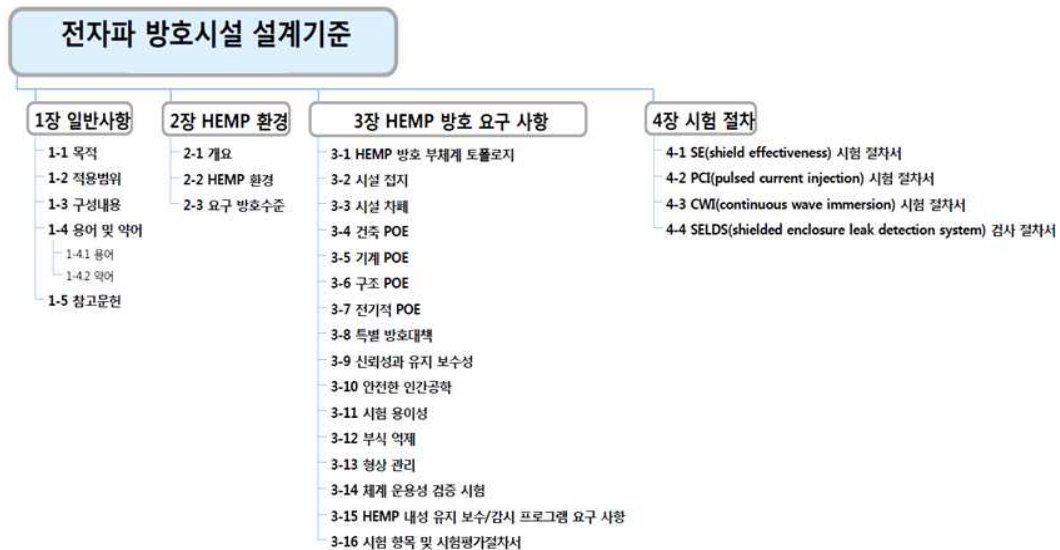 전자파 방호시설 설계기준
1장 일반사항
1-1 목적
1-2 적용범위
1-3 구성내용
1-4 용어 및 약어
1-4.1 용어
1-4.2 약어
1-5 참고문헌
2장 HEMP 환경
2-1 개요
2-2 HEMP 환경
2-3 요구 방호수준
3장 HEMP 방호 요구 사항
3-1 HEMP 방호 부체계 토폴로지
3-2 시설 접지
3-3 시설 차폐
3-4 건축 POE
3-5 기계 POE
3-6 구조 POE
3-7 전기적 POE
3-8 특별 방호대책
3-9 신뢰성과 유지 보수성
3-10 안전한 인간공학
3-11 시험 용이성
3-12 부식 억제
3-13 형상 관리
3-14 체계 운용성 검증 시험
3-15 HEMP 내성 유지 보수/감시 프로그램 요구 사항
3-16 시험 항목 및 시험평가절차서
4장 시험 절차
4-1 SE(shield effectiveness) 시험 절차서
4-2 PCI(pulsed current injection) 시험 절차서
4-3 CWI(continuous wave immersion) 시험 절차서
4-4 SELDS(shielded enclosure leak detection system) 검사 절차서